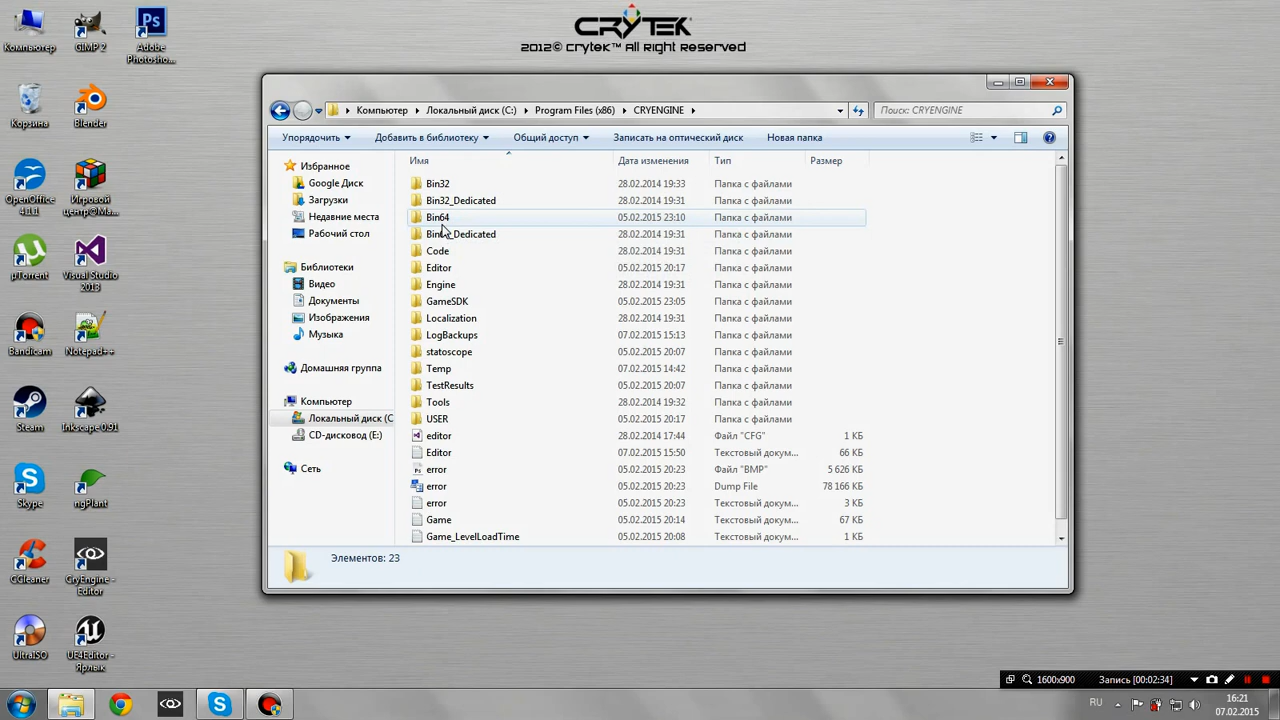 CRYTEK
2012© crytek™ All Right Reserved
Компьютер
GIMP 2
Adobe Photosho...
Корзина
Blender
OpenOffice 4.1.1
Игровой центр@Ma...
µTorrent
Visual Studio 2013
Bandicam
Notepad++
Steam
Inkscape 0.91
Skype
ngPlant
CCleaner
CryEngine - Editor
UltraISO
UE4Editor - Ярлык
Компьютер Локальный диск (C:) Program Files (x86) CRYENGINE
Поиск: CRYENGINE
Упорядочить Добавить в библиотеку Общий доступ Записать на оптический диск Новая папка
Избранное
Google Диск
Загрузки
Недавние места
Рабочий стол
Библиотеки
Видео
Документы
Изображения
Музыка
Домашняя группа
Компьютер
Локальный диск (C
CD-дисковод (E:)
Сеть
Имя Дата изменения Тип Размер
Bin32 28.02.2014 19:33 Папка с файлами
Bin32_Dedicated 28.02.2014 19:31 Папка с файлами
Bin64 05.02.2015 23:10 Папка с файлами
Bin64_Dedicated 28.02.2014 19:31 Папка с файлами
Code 28.02.2014 19:31 Папка с файлами
Editor 05.02.2015 20:17 Папка с файлами
Engine 28.02.2014 19:31 Папка с файлами
GameSDK 05.02.2015 23:05 Папка с файлами
Localization 28.02.2014 19:31 Папка с файлами
LogBackups 07.02.2015 15:13 Папка с файлами
statoscope 05.02.2015 20:07 Папка с файлами
Temp 07.02.2015 14:42 Папка с файлами
TestResults 05.02.2015 20:07 Папка с файлами
Tools 28.02.2014 19:32 Папка с файлами
USER 05.02.2015 20:17 Папка с файлами
editor 28.02.2014 17:44 Файл "CFG" 1 КБ
Editor 07.02.2015 15:50 Текстовый докум... 66 КБ
error 05.02.2015 20:23 Файл "BMP" 5 626 КБ
error 05.02.2015 20:23 Dump File 78 166 КБ
error 05.02.2015 20:23 Текстовый докум... 3 КБ
Game 05.02.2015 20:14 Текстовый докум... 67 КБ
Game_LevelLoadTime 05.02.2015 20:08 Текстовый докум... 1 КБ
Элементов: 23
1600x900 Запись [00:02:34]
RU
16:21
07.02.2015